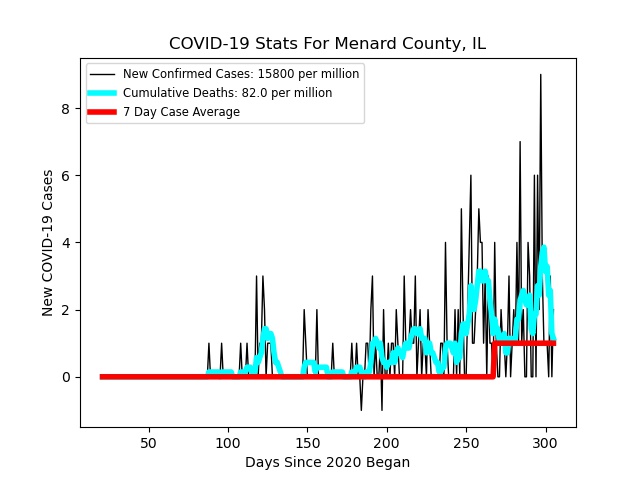 COVID-19 Stats For Menard County, IL
New Confirmed Cases: 15800 per million
Cumulative Deaths: 82.0 per million
7 Day Case Average
New COVID-19 Cases
8
6
4
2
0
50 100 150 200 250 300
Days Since 2020 Began